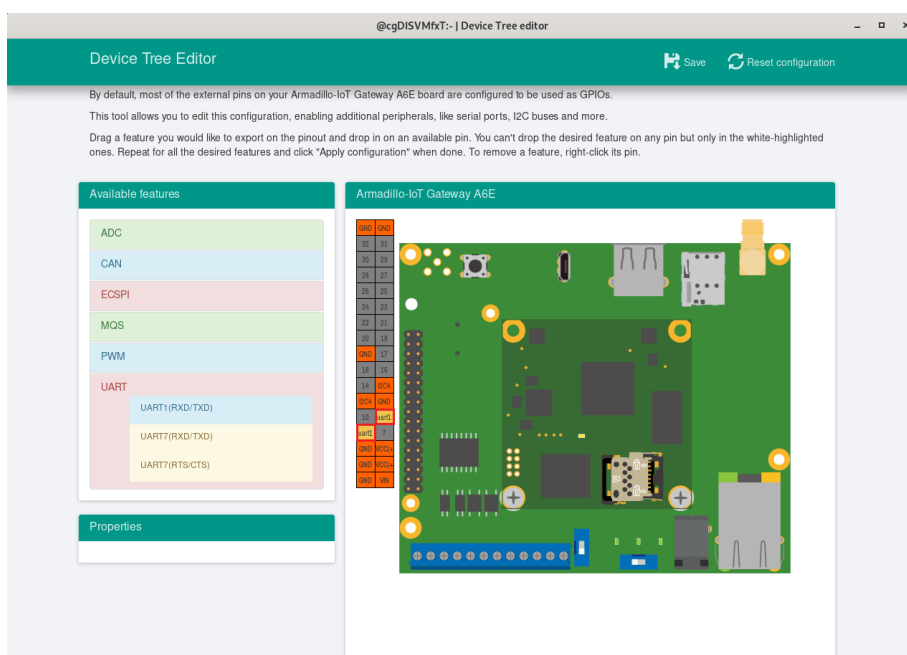 @cgDISVMfxT:- | Device Tree editor
Device Tree Editor
Save
Reset configuration
By default, most of the external pins on your Armadillo-IoT Gateway A6E board are configured to be used as GPIOs.
This tool allows you to edit this configuration, enabling additional peripherals, like serial ports, I2C buses and more.
Drag a feature you would like to export on the pinout and drop in on an available pin. You can't drop the desired feature on any pin but only in the white-highlighted
ones. Repeat for all the desired features and click "Apply configuration" when done. To remove a feature, right-click its pin.
Available features
ADC
CAN
ECSPI
MQS
PWM
UART
UART1(RXD/TXD)
UART7(RXD/TXD)
UART7(RTS/CTS)
Properties
Armadillo-IoT Gateway A6E
GND GND
32 31
30 29
28 27
26 25
24 23
22 21
20 19
GND 17
16 15
14 I2C4
I2C4 GND
10 uart1
uart1 7
GND VCC(+
GND VCC(+
GND VIN